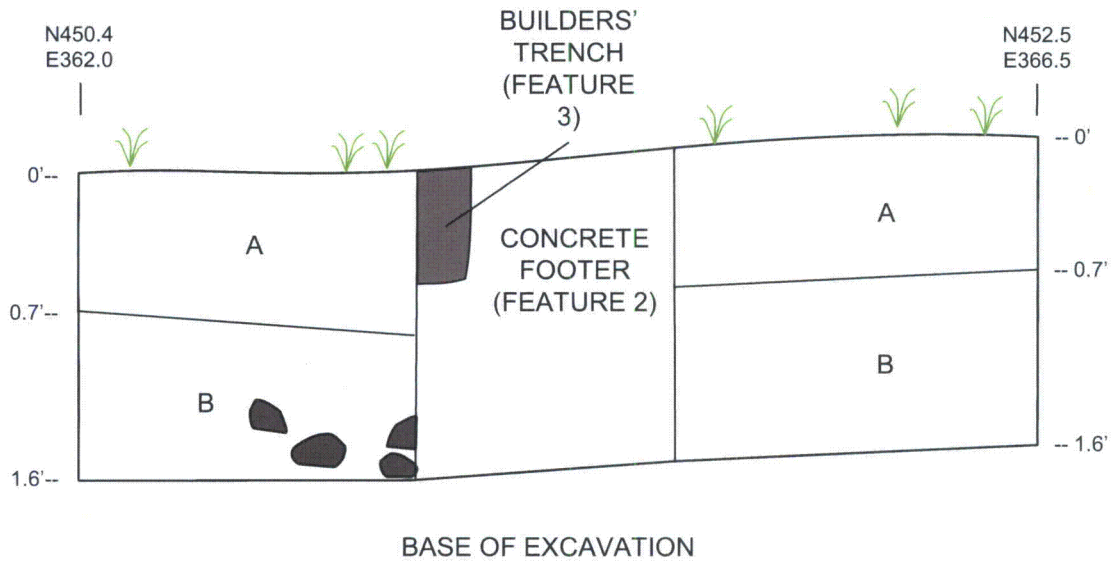 N450.4
E362.0
BUILDERS'
TRENCH
(FEATURE
3)
N452.5
E366.5
0'--
-- 0'
A
CONCRETE
FOOTER
(FEATURE 2)
A
0.7'--
-- 0.7'
B
B
1.6'--
-- 1.6'
BASE OF EXCAVATION